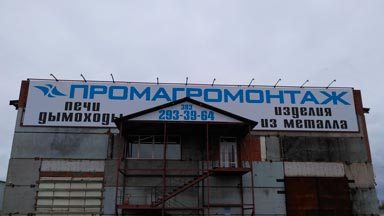 ПРОМАГРОМОНТАЖ
печи
дымоходы
293-39-64
изделия
из металла